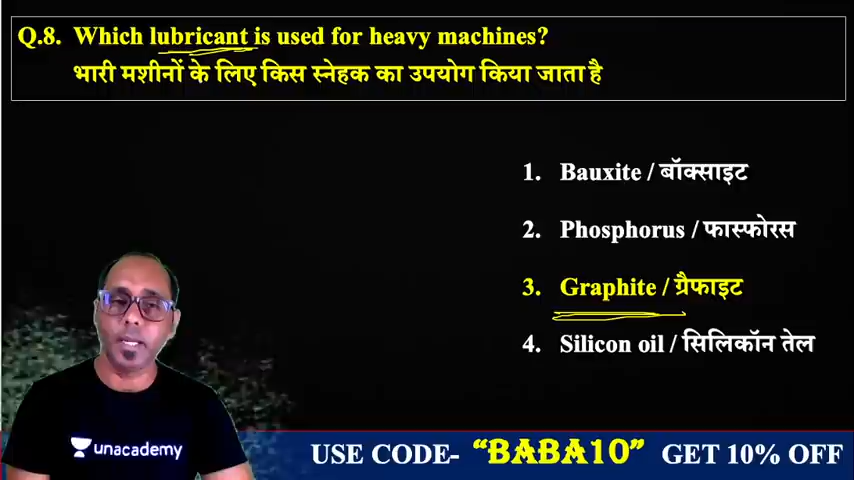 Q.8. Which lubricant is used for heavy machines?
भारी मशीनों के लिए किस स्नेहक का उपयोग किया जाता है
1. Bauxite / बॉक्साइट
2. Phosphorus / फास्फोरस
3. Graphite / ग्रैफाइट
4. Silicon oil / सिलिकॉन तेल
unacademy
USE CODE- “BABA10” GET 10% OFF